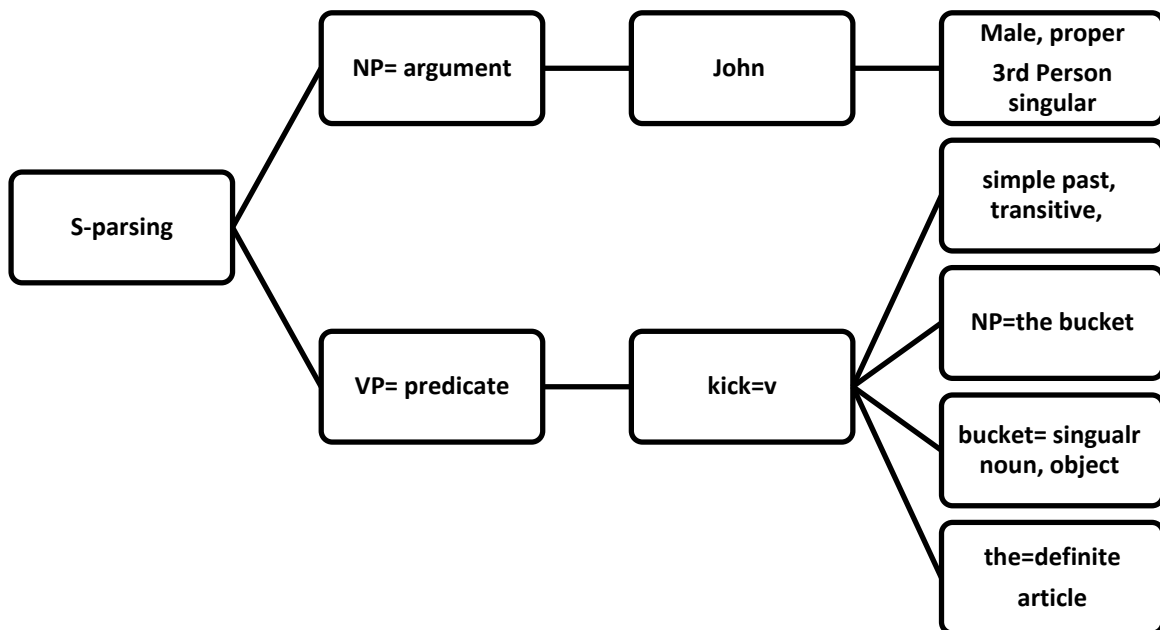 NP= argument
John
Male, proper
3rd Person
singular
S-parsing
simple past,
transitive,
NP=the bucket
VP= predicate
kick=v
bucket= singualr
noun, object
the=definite
article